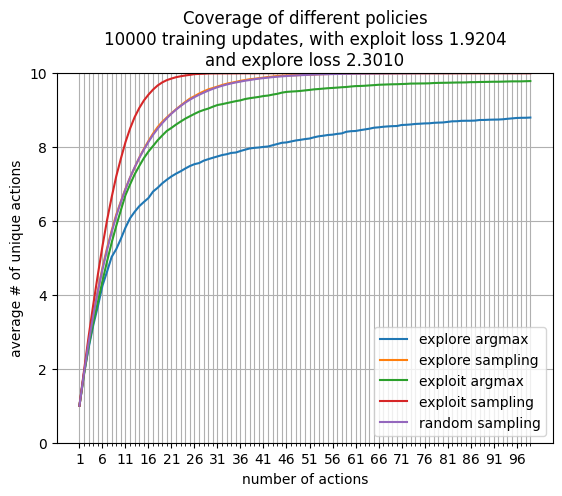 Coverage of different policies
10000 training updates, with exploit loss 1.9204
and explore loss 2.3010
10
8
6
4
2
0
average # of unique actions
explore argmax
explore sampling
exploit argmax
exploit sampling
random sampling
1 6 11 16 21 26 31 36 41 46 51 56 61 66 71 76 81 86 91 96
number of actions